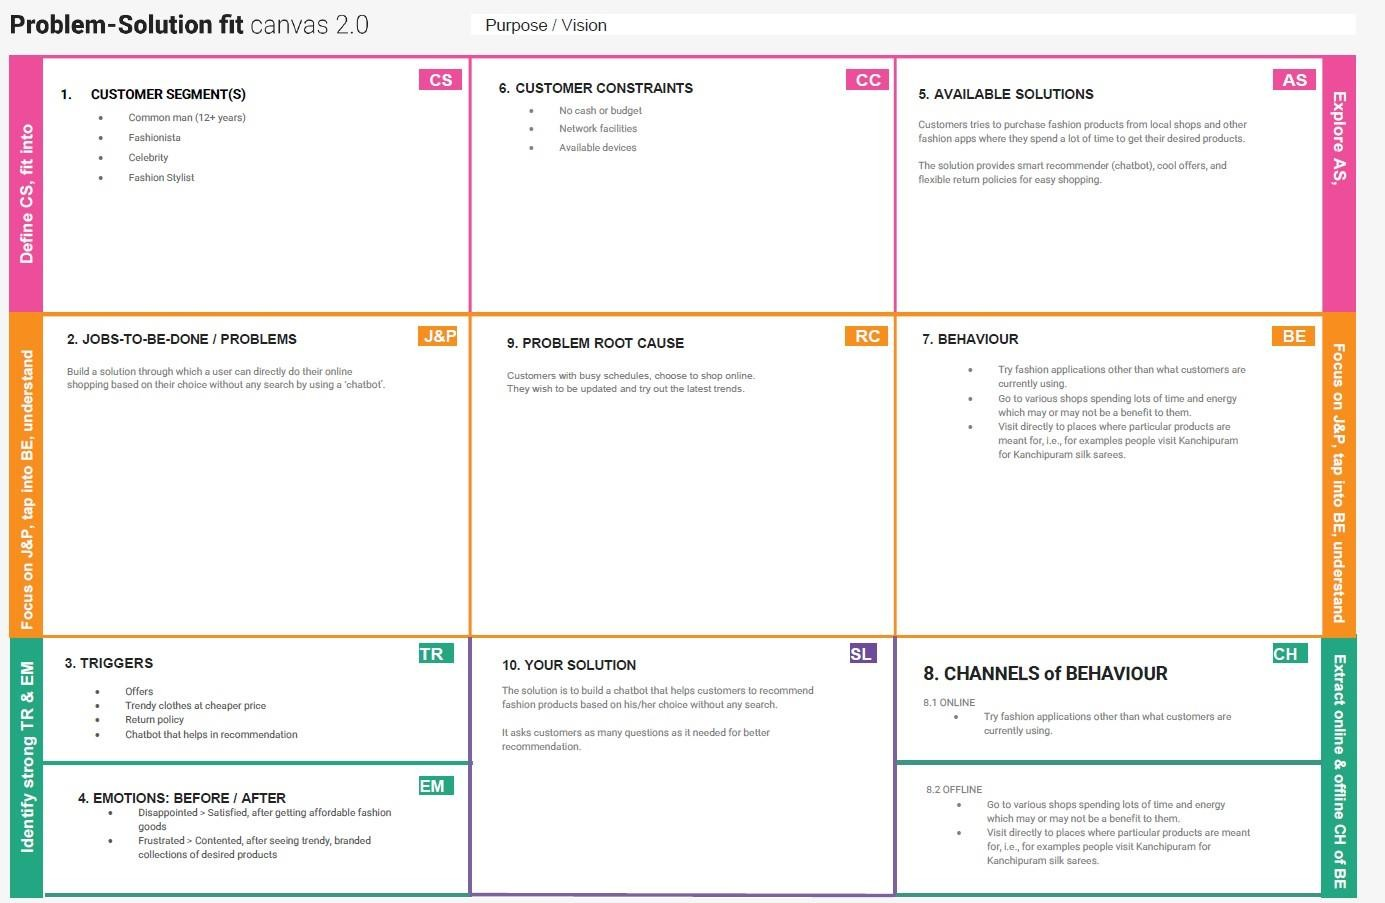 Problem-Solution fit canvas 2.0
Purpose / Vision
Define CS, fit into
CS
1. CUSTOMER SEGMENT(S)
• Common man (12+ years)
• Fashionista
• Celebrity
• Fashion Stylist
CC
6. CUSTOMER CONSTRAINTS
• No cash or budget
• Network facilities
• Available devices
AS
5. AVAILABLE SOLUTIONS
Customers tries to purchase fashion products from local shops and other
fashion apps where they spend a lot of time to get their desired products.
The solution provides smart recommender (chatbot), cool offers, and
flexible return policies for easy shopping.
Explore AS,
Focus on J&P, tap into BE, understand
J&P
2. JOBS-TO-BE-DONE / PROBLEMS
Build a solution through which a user can directly do their online
shopping based on their choice without any search by using a ‘chatbot’.
RC
9. PROBLEM ROOT CAUSE
Customers with busy schedules, choose to shop online.
They wish to be updated and try out the latest trends.
BE
7. BEHAVIOUR
• Try fashion applications other than what customers are
currently using.
• Go to various shops spending lots of time and energy
which may or may not be a benefit to them.
• Visit directly to places where particular products are
meant for, i.e., for examples people visit Kanchipuram
for Kanchipuram silk sarees.
Focus on J&P, tap into BE, understand
Identify strong TR & EM
TR
3. TRIGGERS
• Offers
• Trendy clothes at cheaper price
• Return policy
• Chatbot that helps in recommendation
EM
4. EMOTIONS: BEFORE / AFTER
• Disappointed > Satisfied, after getting affordable fashion
goods
• Frustrated > Contented, after seeing trendy, branded
collections of desired products
SL
10. YOUR SOLUTION
The solution is to build a chatbot that helps customers to recommend
fashion products based on his/her choice without any search.
It asks customers as many questions as it needed for better
recommendation.
CH
8. CHANNELS of BEHAVIOUR
8.1 ONLINE
• Try fashion applications other than what customers are
currently using.
8.2 OFFLINE
• Go to various shops spending lots of time and energy
which may or may not be a benefit to them.
• Visit directly to places where particular products are meant
for, i.e., for examples people visit Kanchipuram for
Kanchipuram silk sarees.
Extract online & offline CH of BE